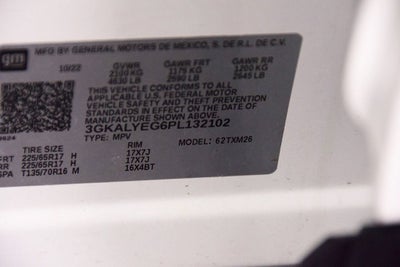 gm MFG BY GENERAL MOTORS DE MEXICO, S. DE R.L. DE C.V.
10/22 GVWR GAWR FRT GAWR RR
2100 KG 1175 KG 1200 KG
4630 LB 2590 LB 2645 LB
THIS VEHICLE CONFORMS TO ALL
APPLICABLE U.S. FEDERAL MOTOR
VEHICLE SAFETY AND THEFT PREVENTION
STANDARDS IN EFFECT ON THE DATE OF
MANUFACTURE SHOWN ABOVE.
3GKALYEG6PL132102
TYPE: MPV MODEL: 62TXM26
TIRE SIZE RIM
FRT 225/65R17 H 17X7J
RR 225/65R17 H 17X7J
SPA T135/70R16 M 16X4BT